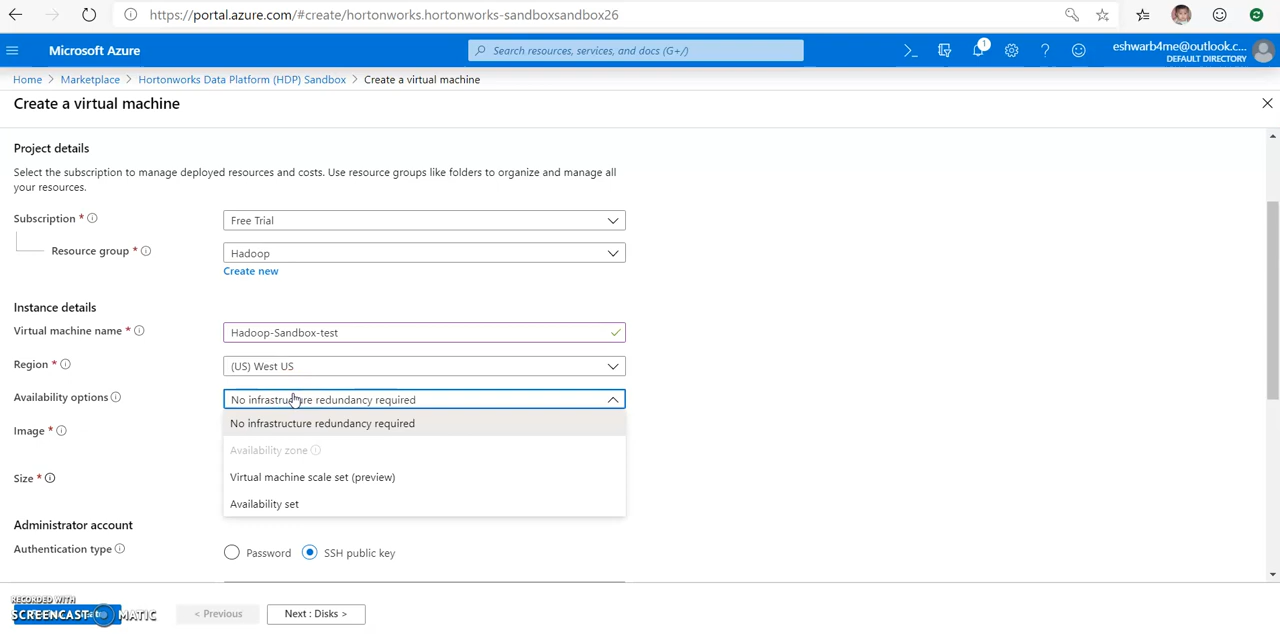 https://portal.azure.com/#create/hortonworks.hortonworks-sandboxsandbox26
Microsoft Azure
Search resources, services, and docs (G+/)
1
eshwarb4me@outlook.c...
DEFAULT DIRECTORY
Home > Marketplace > Hortonworks Data Platform (HDP) Sandbox > Create a virtual machine
Create a virtual machine
Project details
Select the subscription to manage deployed resources and costs. Use resource groups like folders to organize and manage all
your resources.
Subscription *
Free Trial
Resource group *
Hadoop
Create new
Instance details
Virtual machine name *
Hadoop-Sandbox-test
Region *
(US) West US
Availability options
No infrastructure redundancy required
No infrastructure redundancy required
Image *
Availability zone
Virtual machine scale set (preview)
Size *
Availability set
Administrator account
Authentication type
Password
SSH public key
RECORDED WITH
SCREENCAST MATIC
< Previous
Next : Disks >